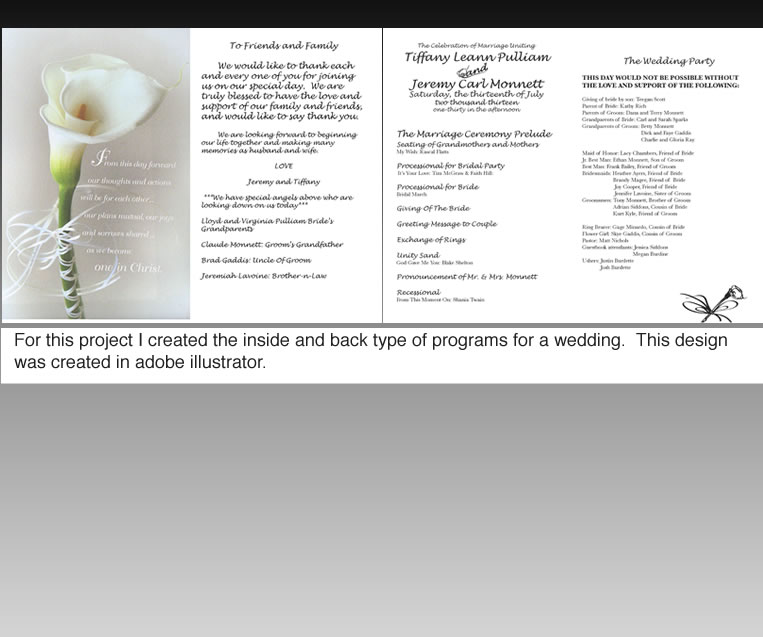 From this day forward
our thoughts and actions
will be for each other...
our plans mutual, our joys
and sorrows shared...
as we become
one in Christ.
To Friends and Family
We would like to thank each
and every one of you for joining
us on our special day. We are
truly blessed to have the love and
support of our family and friends,
and would like to say thank you.
We are looking forward to beginning
our life together and making many
memories as husband and wife.
LOVE
Jeremy and Tiffany
***We have special angels above who are
looking down on us today***
Lloyd and Virginia Pulliam Bride's
Grandparents
Claude Monnett: Groom's Grandfather
Brad Gaddis: Uncle Of Groom
Jeremiah Lavoine: Brother-n-Law
The Celebration of Marriage Uniting
Tiffany Leann Pulliam
and
Jeremy Carl Monnett
Saturday, the thirteenth of July
two thousand thirteen
one-thirty in the afternoon
The Marriage Ceremony Prelude
Seating of Grandmothers and Mothers
My Wish: Rascal Flatts
Processional for Bridal Party
It's Your Love: Tim McGraw & Faith Hill
Processional for Bride
Bridal March
Giving Of The Bride
Greeting Message to Couple
Exchange of Rings
Unity Sand
God Gave Me You: Blake Shelton
Pronouncement of Mr. & Mrs. Monnett
Recessional
From This Moment On: Shania Twain
The Wedding Party
THIS DAY WOULD NOT BE POSSIBLE WITHOUT
THE LOVE AND SUPPORT OF THE FOLLOWING:
Giving of bride by son: Teegan Scott
Parent of Bride: Kathy Rich
Parents of Groom: Dana and Terry Monnett
Grandparents of Bride: Carl and Sarah Sparks
Grandparents of Groom: Betty Monnett
Dick and Faye Gaddis
Charlie and Gloria Kay
Maid of Honor: Lacy Chambers, Friend of Bride
Jr. Best Man: Ethan Monnett, Son of Groom
Best Man: Frank Bailey, Friend of Groom
Bridesmaids: Heather Ayers, Friend of Bride
Brandy Mager, Friend of Bride
Joy Cooper, Friend of Bride
Jennifer Lavoine, Sister of Groom
Groomsmen: Tony Monnett, Brother of Groom
Adrian Siddons, Cousin of Bride
Kurt Kyle, Friend of Groom
King Bearer: Gage Minardo, Cousin of Bride
Flower Girl: Skye Gaddis, Cousin of Groom
Pastor: Matt Nichols
Guestbook attendants: Jessica Siddons
Megan Burdine
Ushers: Justin Burdette
Josh Burdette
For this project I created the inside and back type of programs for a wedding. This design
was created in adobe illustrator.